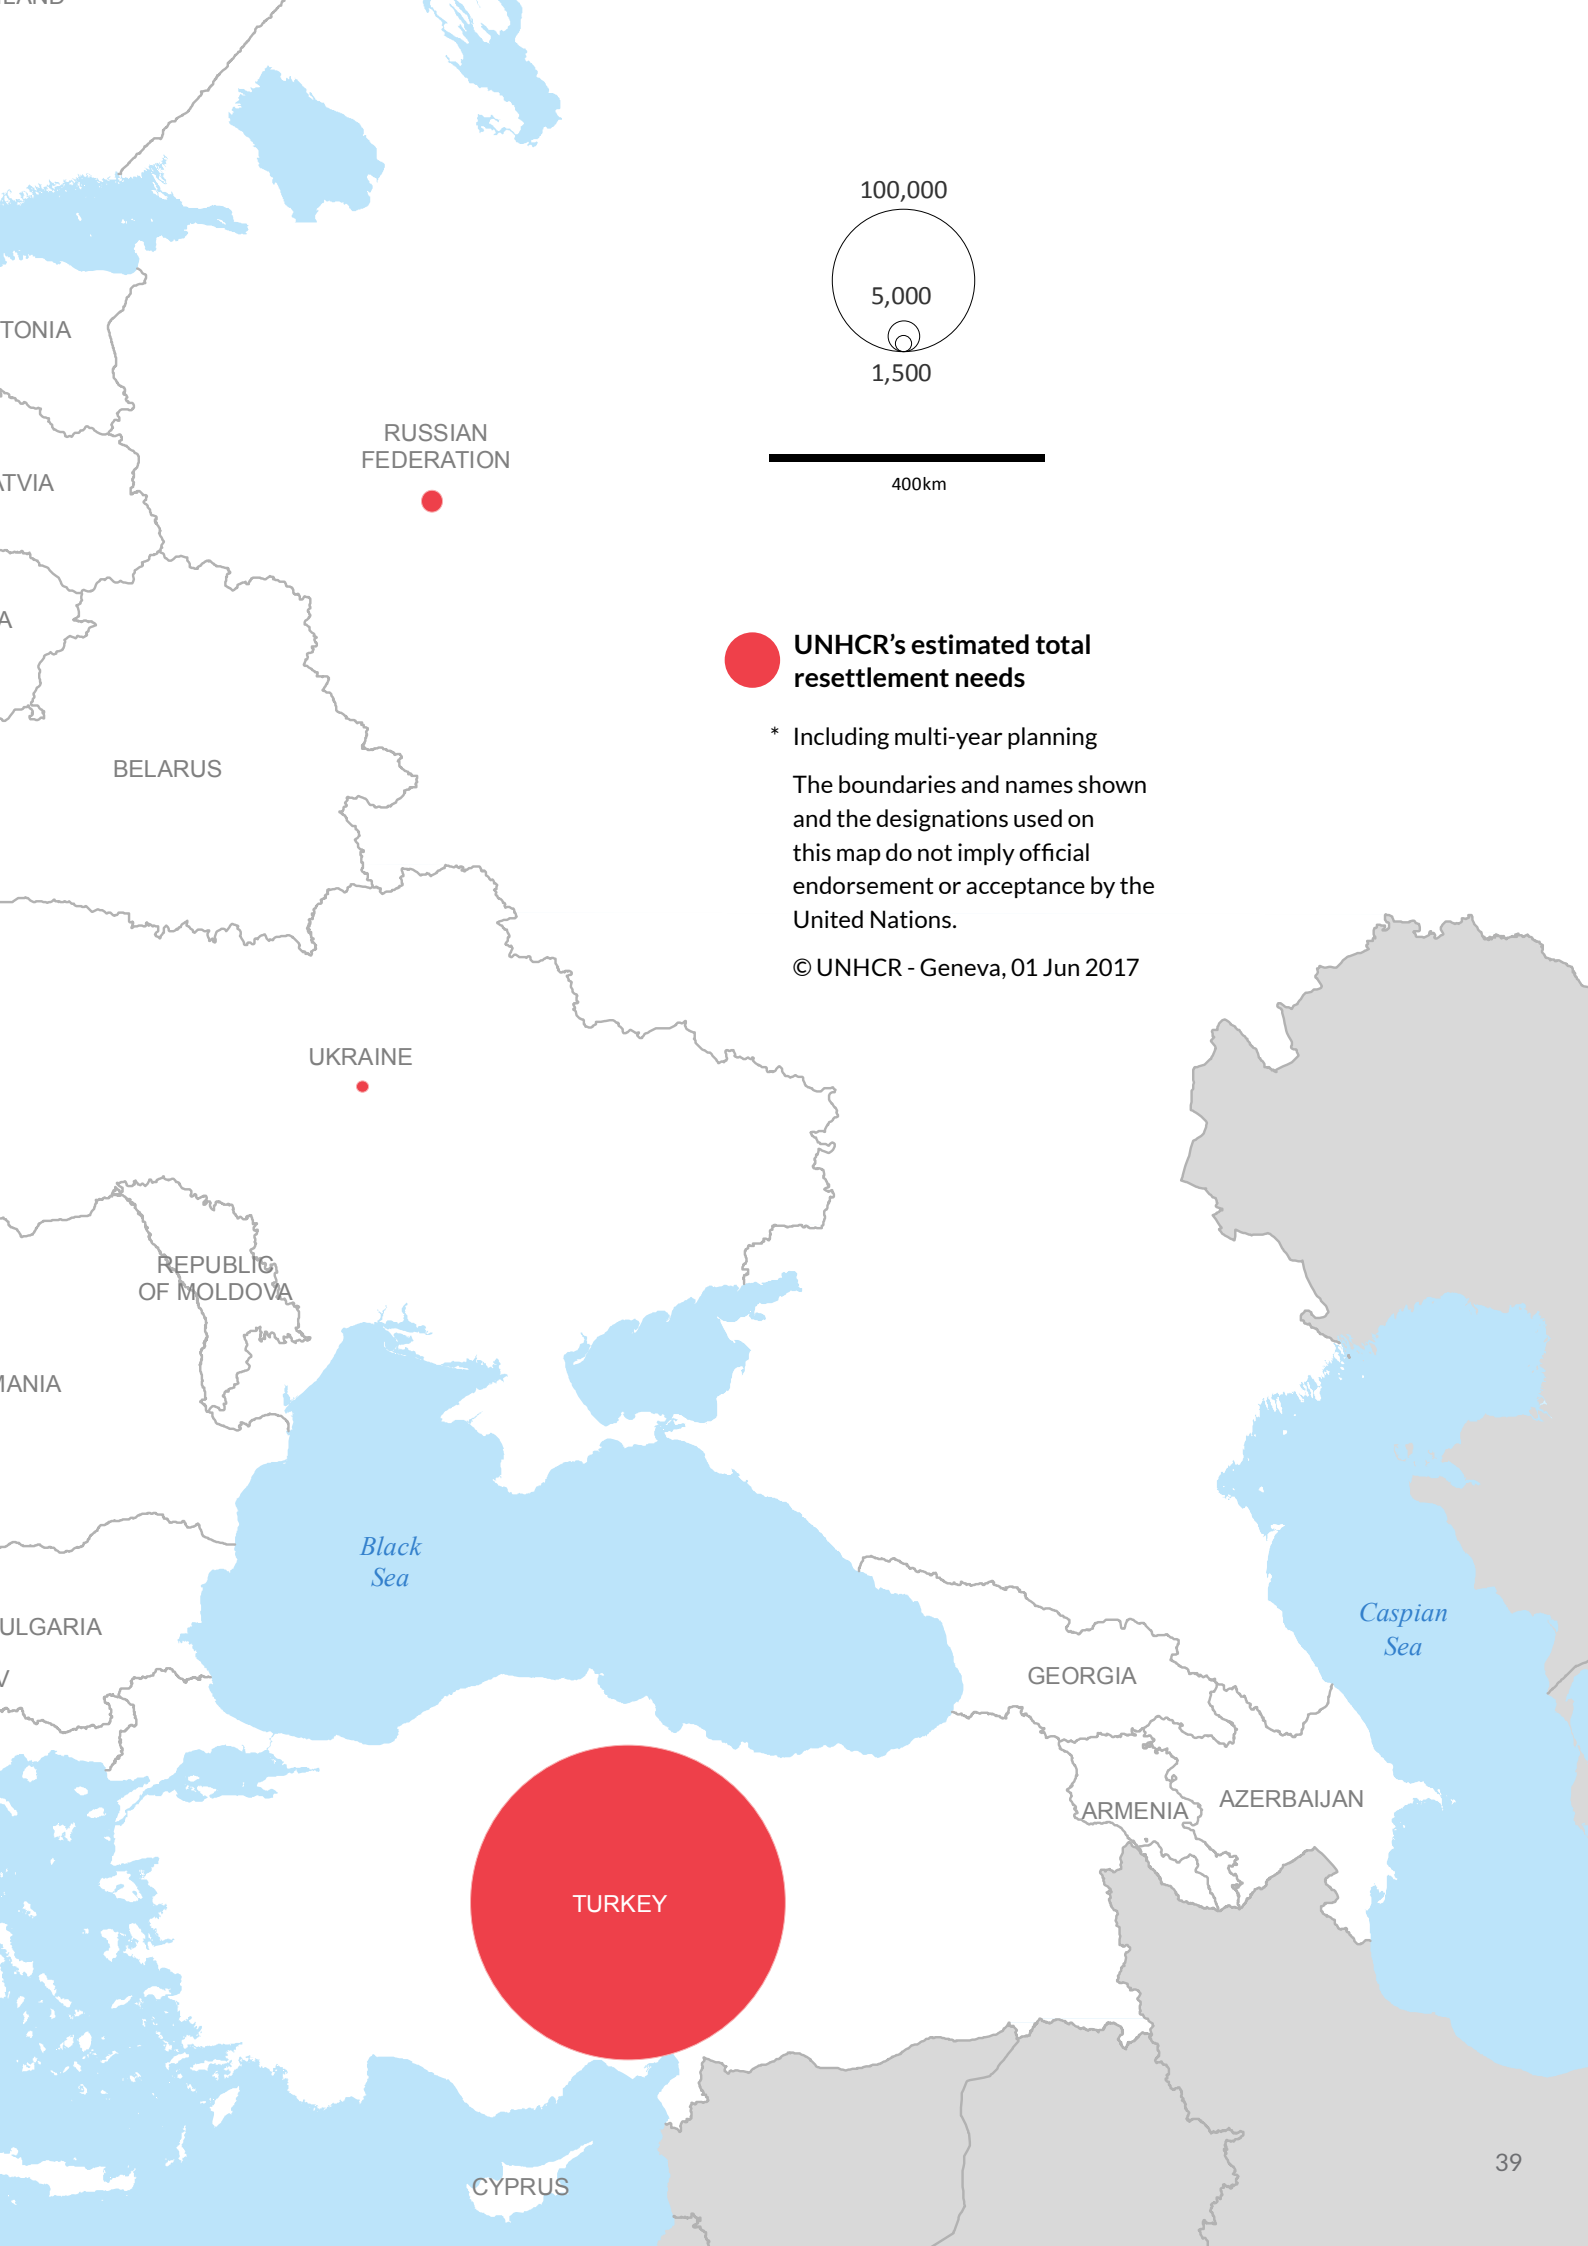 100,000
5,000
1,500
TONIA
RUSSIAN
FEDERATION
ATVIA
400km
A
UNHCR’s estimated total
resettlement needs
* Including multi-year planning
BELARUS
The boundaries and names shown
and the designations used on
this map do not imply official
endorsement or acceptance by the
United Nations.
© UNHCR - Geneva, 01 Jun 2017
UKRAINE
REPUBLIC
OF MOLDOVA
MANIA
Black
Sea
Caspian
Sea
ULGARIA
GEORGIA
AZERBAIJAN
ARMENIA
TURKEY
CYPRUS
39